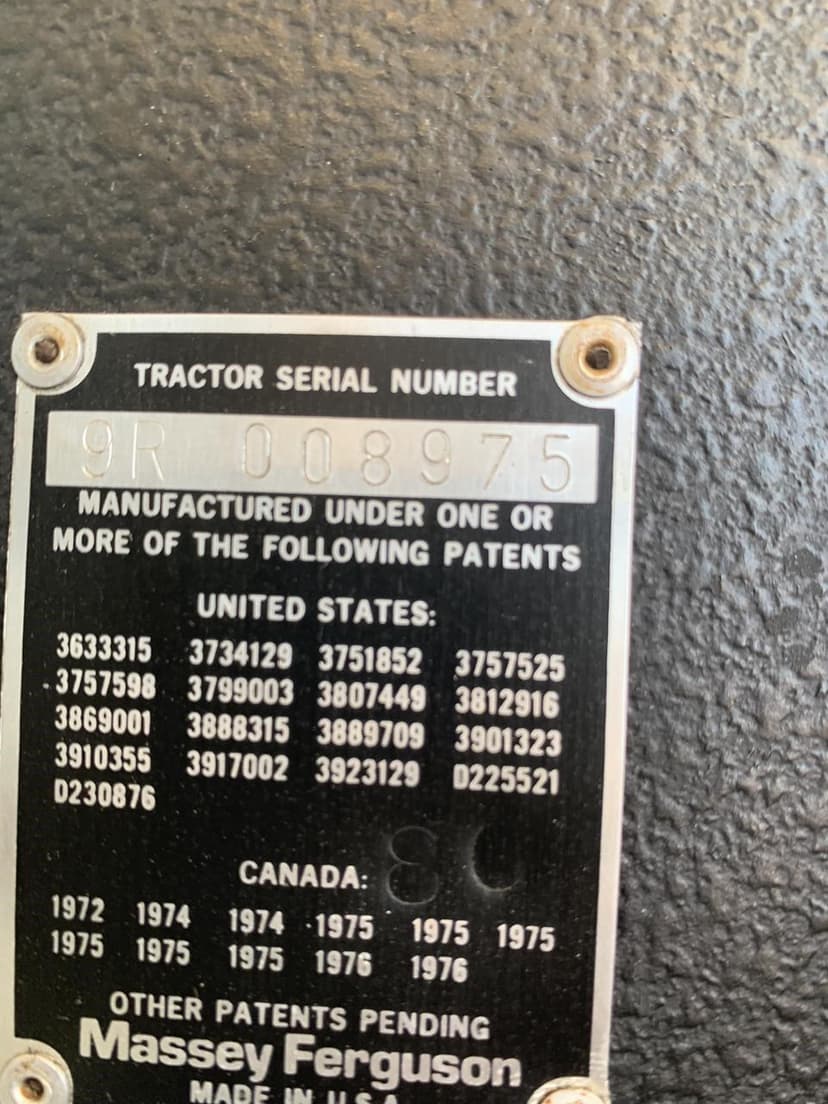 TRACTOR SERIAL NUMBER
9R 008975
MANUFACTURED UNDER ONE OR
MORE OF THE FOLLOWING PATENTS
UNITED STATES:
3633315 3734129 3751852 3757525
3757598 3799003 3807449 3812916
3869001 3888315 3889709 3901323
3910355 3917002 3923129 D225521
D230876
CANADA:
1972 1974 1974 1975 1975 1975
1975 1975 1975 1976 1976
OTHER PATENTS PENDING
Massey Ferguson
MADE IN U.S.A.